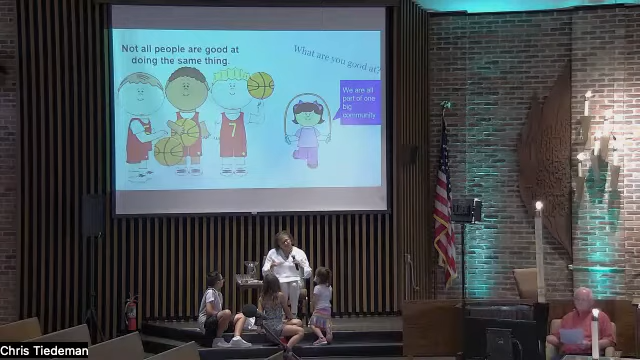 Not all people are good at
doing the same thing.
What are you good at?
We are all
part of one
big
community
7
Chris Tiedeman